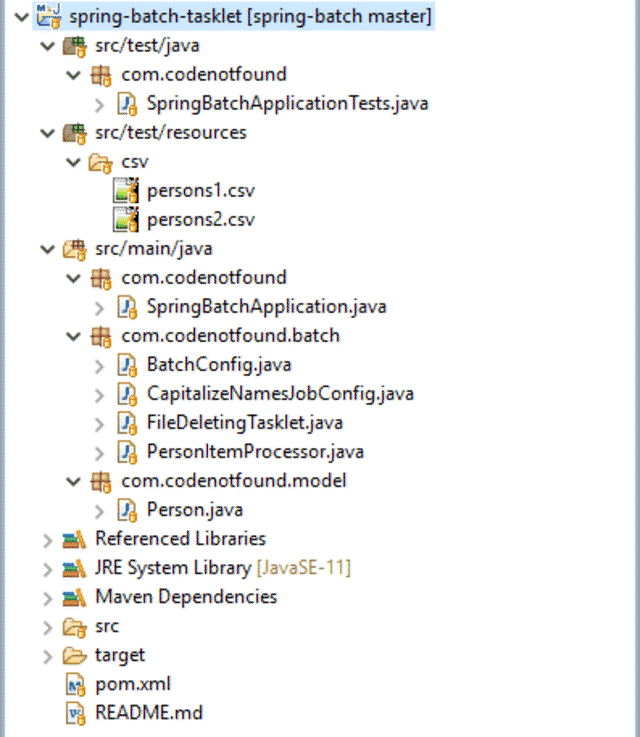 spring-batch-tasklet [spring-batch master]
src/test/java
com.codenotfound
SpringBatchApplicationTests.java
src/test/resources
csv
persons1.csv
persons2.csv
src/main/java
com.codenotfound
SpringBatchApplication.java
com.codenotfound.batch
BatchConfig.java
CapitalizeNamesJobConfig.java
FileDeletingTasklet.java
PersonItemProcessor.java
com.codenotfound.model
Person.java
Referenced Libraries
JRE System Library [JavaSE-11]
Maven Dependencies
src
target
pom.xml
README.md